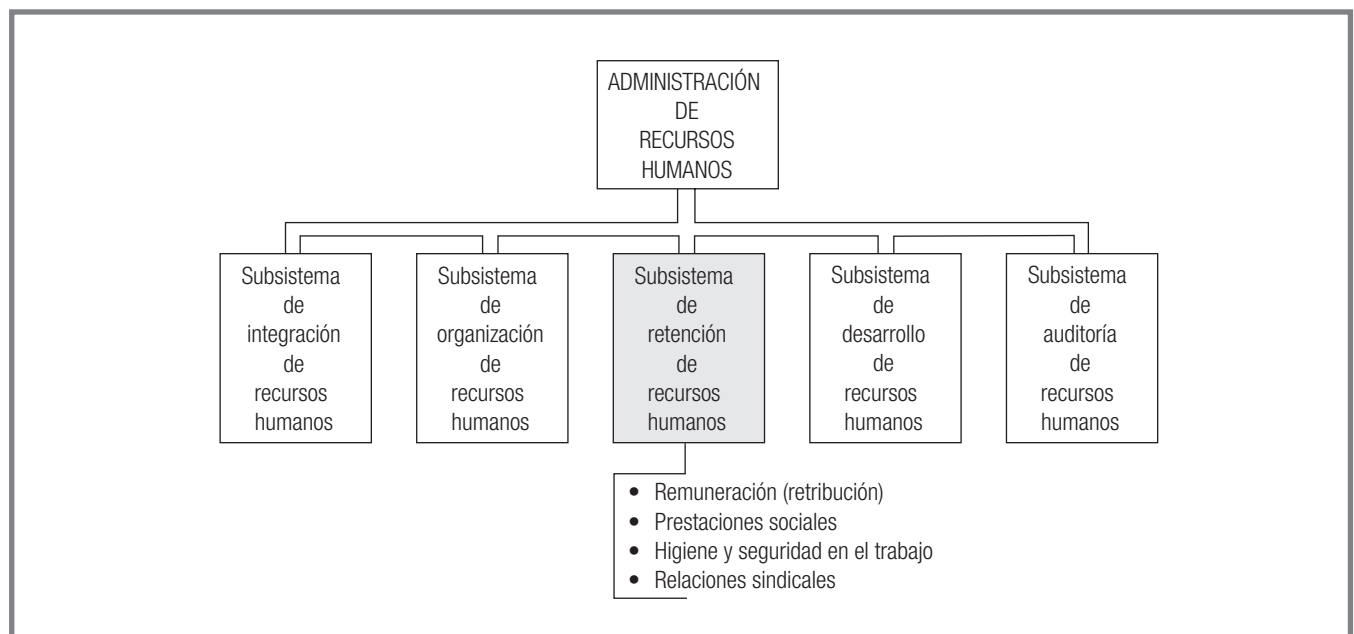 ADMINISTRACIÓN
DE
RECURSOS
HUMANOS
Subsistema
de
integración
de
recursos
humanos
Subsistema
de
organización
de
recursos
humanos
Subsistema
de
retención
de
recursos
humanos
Subsistema
de
desarrollo
de
recursos
humanos
Subsistema
de
auditoría
de
recursos
humanos
• Remuneración (retribución)
• Prestaciones sociales
• Higiene y seguridad en el trabajo
• Relaciones sindicales